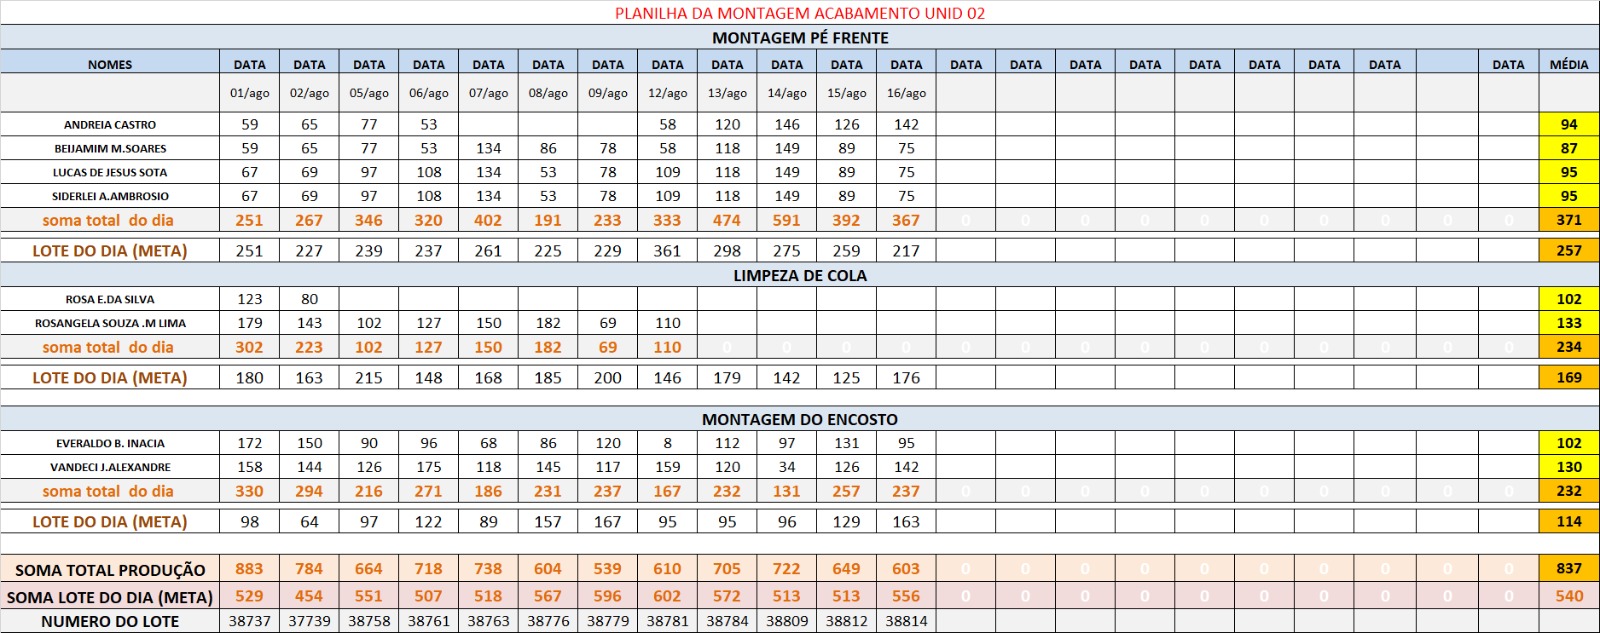 PLANILHA DA MONTAGEM ACABAMENTO UNID 02
MONTAGEM PÉ FRENTE
NOMES DATA DATA DATA DATA DATA DATA DATA DATA DATA DATA DATA DATA DATA DATA DATA DATA DATA DATA DATA DATA DATA MÉDIA
01/ago 02/ago 05/ago 06/ago 07/ago 08/ago 09/ago 12/ago 13/ago 14/ago 15/ago 16/ago
ANDREIA CASTRO 59 65 77 53 58 120 146 126 142 94
BEIJAMIM M.SOARES 59 65 77 53 134 86 78 58 118 149 89 75 87
LUCAS DE JESUS SOTA 67 69 97 108 134 53 78 109 118 149 89 75 95
SIDERLEI A.AMBROSIO 67 69 97 108 134 53 78 109 118 149 89 75 95
soma total do dia 251 267 346 320 402 191 233 333 474 591 392 367 0 0 0 0 0 0 0 0 0 0 371
LOTE DO DIA (META) 251 227 239 237 261 225 229 361 298 275 259 217 257
LIMPEZA DE COLA
ROSA E.DA SILVA 123 80 102
ROSANGELA SOUZA .M LIMA 179 143 102 127 150 182 69 110 133
soma total do dia 302 223 102 127 150 182 69 110 0 0 0 0 0 0 0 0 0 0 0 0 0 0 234
LOTE DO DIA (META) 180 163 215 148 168 185 200 146 179 142 125 176 169
MONTAGEM DO ENCOSTO
EVERALDO B. INACIA 172 150 90 96 68 86 120 8 112 97 131 95 102
VANDECI J.ALEXANDRE 158 144 126 175 118 145 117 159 120 34 126 142 130
soma total do dia 330 294 216 271 186 231 237 167 232 131 257 237 0 0 0 0 0 0 0 0 0 0 232
LOTE DO DIA (META) 98 64 97 122 89 157 167 95 95 96 129 163 114
SOMA TOTAL PRODUÇÃO 883 784 664 718 738 604 539 610 705 722 649 603 0 0 0 0 0 0 0 0 0 0 837
SOMA LOTE DO DIA (META) 529 454 551 507 518 567 596 602 572 513 513 556 0 0 0 0 0 0 0 0 0 0 540
NUMERO DO LOTE 38737 37739 38758 38761 38763 38776 38779 38781 38784 38809 38812 38814